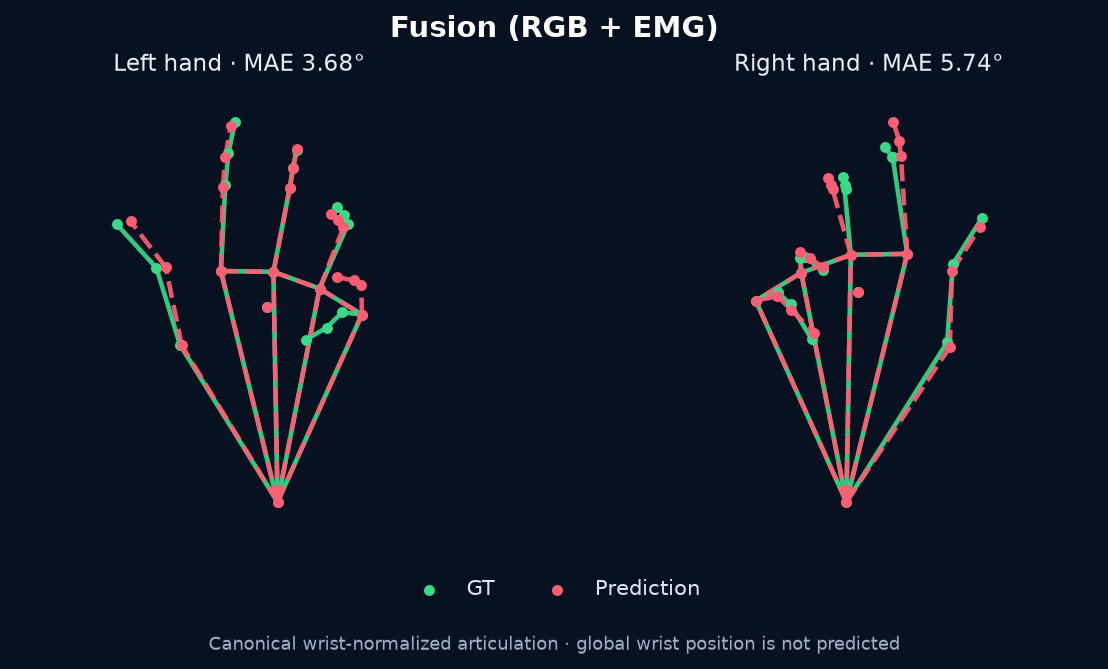 Fusion (RGB + EMG)
Left hand · MAE 3.68°
Right hand · MAE 5.74°
GT
Prediction
Canonical wrist-normalized articulation · global wrist position is not predicted